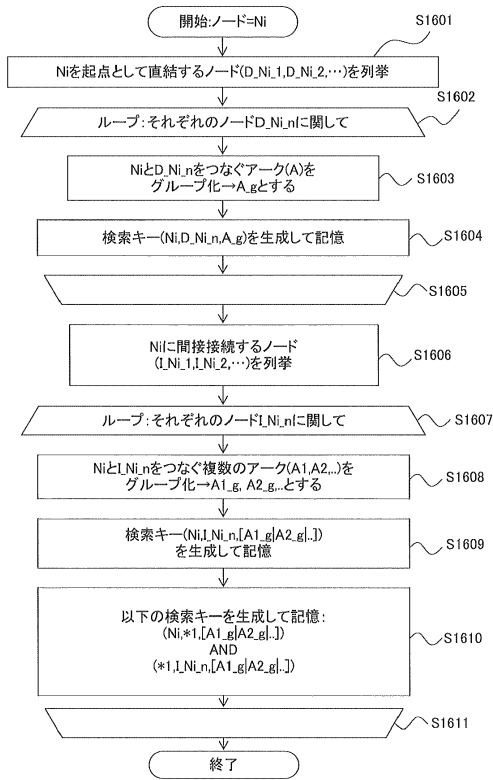 開始:ノード=Ni
S1601
Niを起点として直結するノード(D_Ni_1,D_Ni_2,…)を列挙
S1602
ループ:それぞれのノードD_Ni_nに関して
NiとD_Ni_nをつなぐアーク(A)を
グループ化→A_gとする
S1603
検索キー(Ni,D_Ni_n,A_g)を生成して記憶
S1604
S1605
Niに間接接続するノード
(I_Ni_1,I_Ni_2,…)を列挙
S1606
ループ:それぞれのノードI_Ni_nに関して
S1607
NiとI_Ni_nをつなぐ複数のアーク(A1,A2,..)を
グループ化→A1_g, A2_g,..とする
S1608
検索キー(Ni,I_Ni_n,[A1_g|A2_g|..])
を生成して記憶
S1609
以下の検索キーを生成して記憶:
(Ni,*1,[A1_g|A2_g|..])
AND
(*1,I_Ni_n,[A1_g|A2_g|..])
S1610
S1611
終了